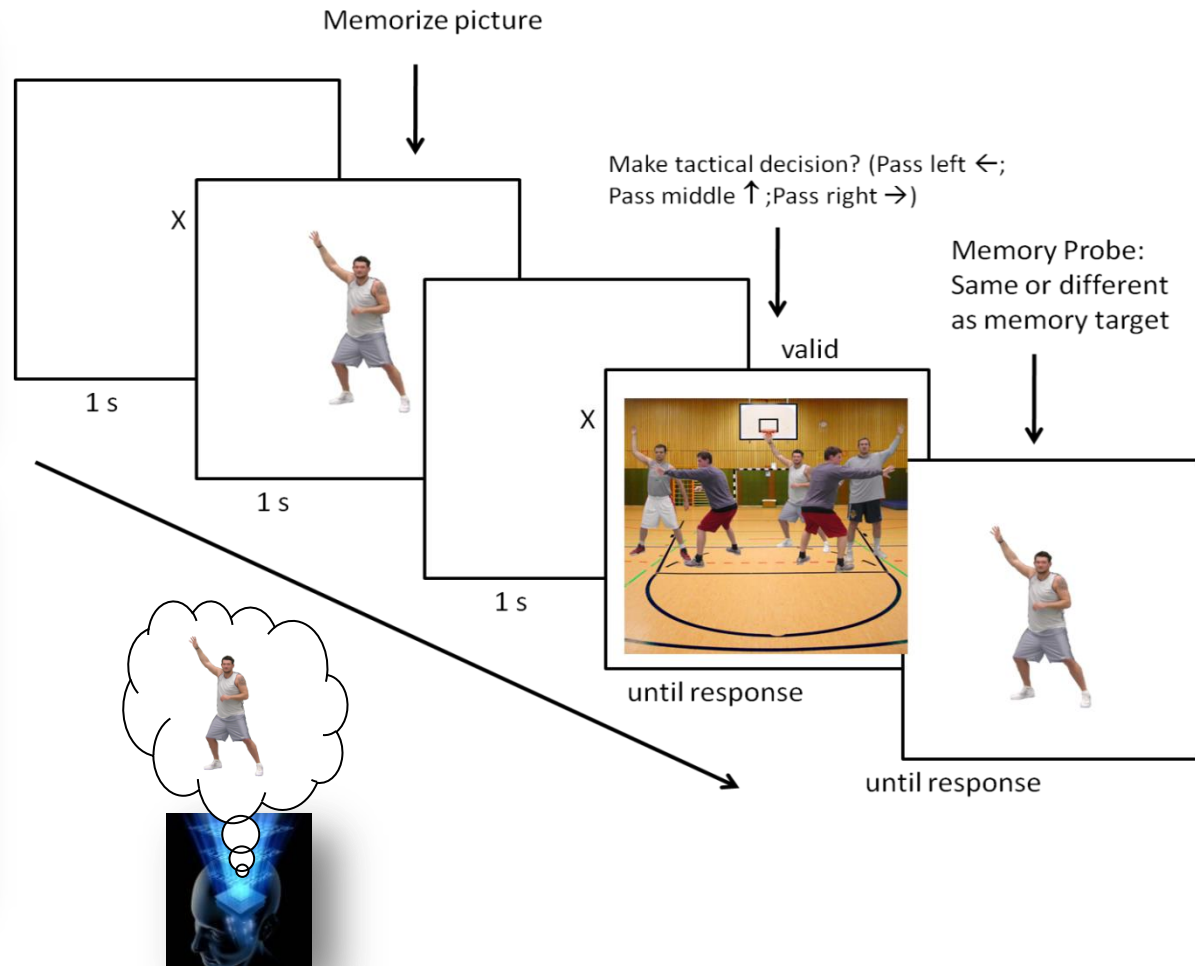 Memorize picture
X
1 s
1 s
X
1 s
Make tactical decision? (Pass left ←;
Pass middle ↑ ;Pass right →)
valid
until response
Memory Probe:
Same or different
as memory target
until response